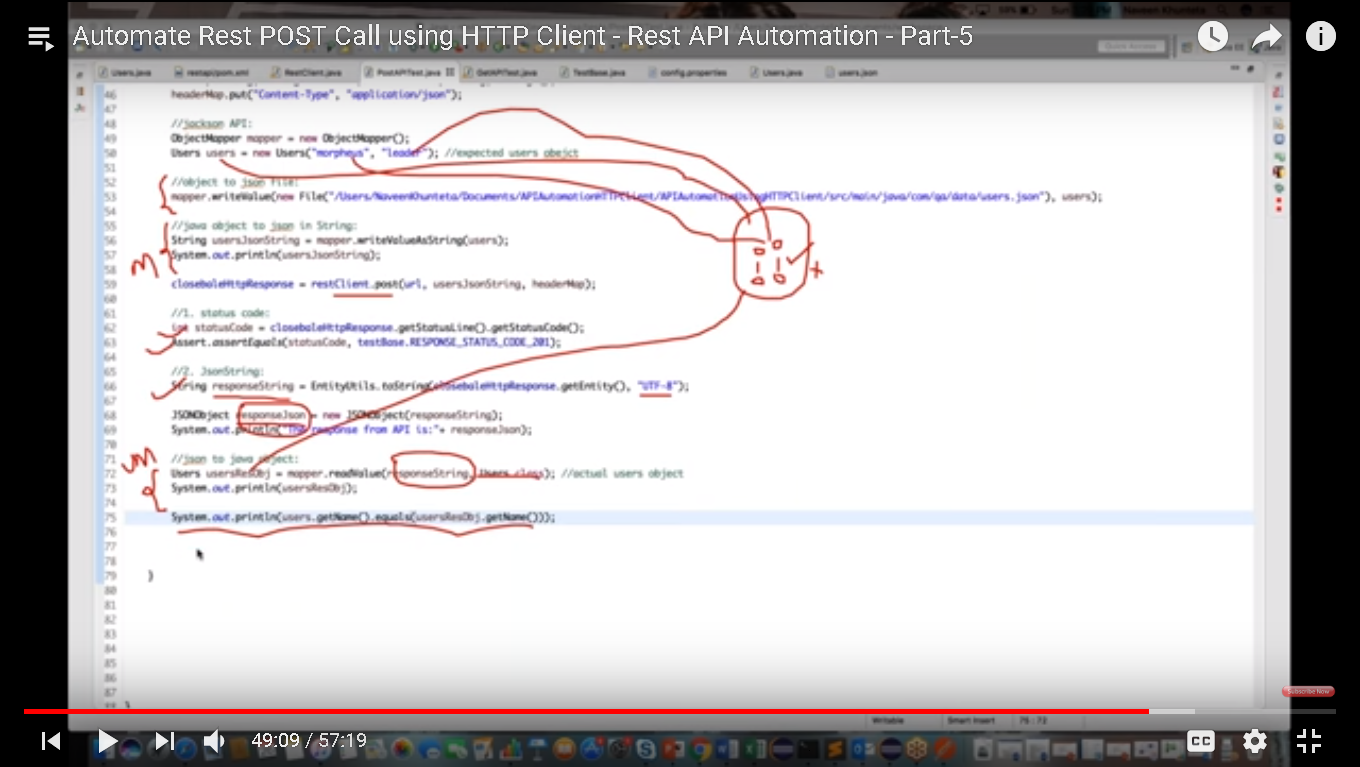 Automate Rest POST Call using HTTP Client - Rest API Automation - Part-5
Quick Access
Users.java restapi/pom.xml RestClient.java PostAPITest.java GetAPITest.java TestBase.java config.properties Users.java users.json
46 headerMap.put("Content-Type", "application/json");
47
48 //jackson API:
49 ObjectMapper mapper = new ObjectMapper();
50 Users users = new Users("morpheus", "leader"); //expected users obejct
51
52 //object to json file:
53 mapper.writeValue(new File("/Users/NaveenKhunteta/Documents/APIAutomationHTTPClient/APIAutomationUsingHTTPClient/src/main/java/com/qa/data/users.json"), users);
54
55 //java object to json in String:
56 String usersJsonString = mapper.writeValueAsString(users);
57 System.out.println(usersJsonString);
58
59 closebaleHttpResponse = restClient.post(url, usersJsonString, headerMap);
60
61 //1. status code:
62 int statusCode = closebaleHttpResponse.getStatusLine().getStatusCode();
63 Assert.assertEquals(statusCode, testBase.RESPONSE_STATUS_CODE_201);
64
65 //2. JsonString:
66 String responseString = EntityUtils.toString(closebaleHttpResponse.getEntity(), "UTF-8");
67
68 JSONObject responseJson = new JSONObject(responseString);
69 System.out.println("The response from API is:"+ responseJson);
70
71 //json to java object:
72 Users usersResObj = mapper.readValue(responseString, Users.class); //actual users object
73 System.out.println(usersResObj);
74
75 System.out.println(users.getName().equals(usersResObj.getName()));
76
77
78
79 }
80
81
82
83
84
85
86
87
88 }
M
Subscribe Now
Writable Smart Insert 75 : 72
49:09 / 57:19
CC